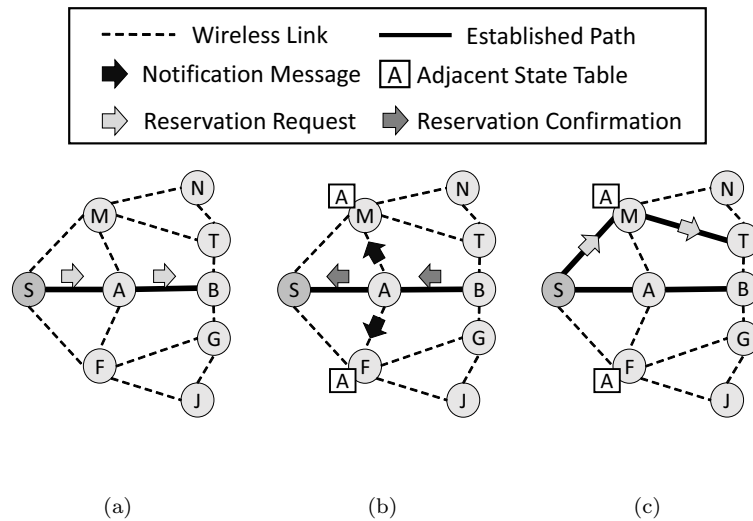 Wireless Link Established Path
Notification Message A Adjacent State Table
Reservation Request Reservation Confirmation
N
M
T
S A B
G
F
J
A N
M
T
S A B
G
F
A
J
A N
M
T
S A B
G
F
A
J
(a) (b) (c)